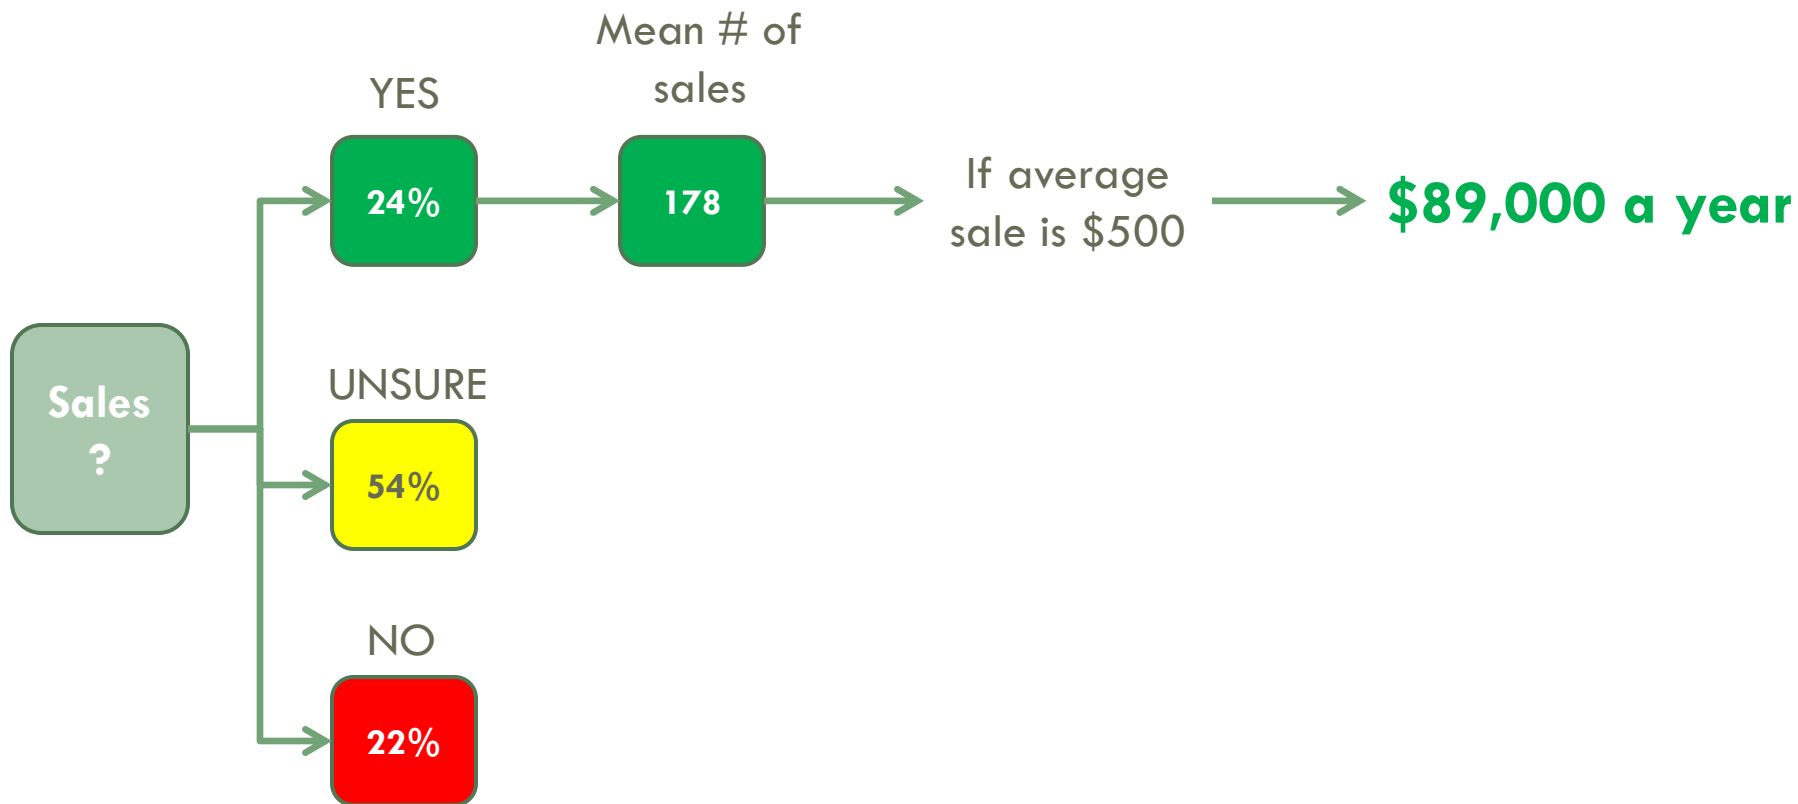 Mean # of
sales
YES
24%
178
If average
sale is $500
$89,000 a year
Sales
?
UNSURE
54%
NO
22%